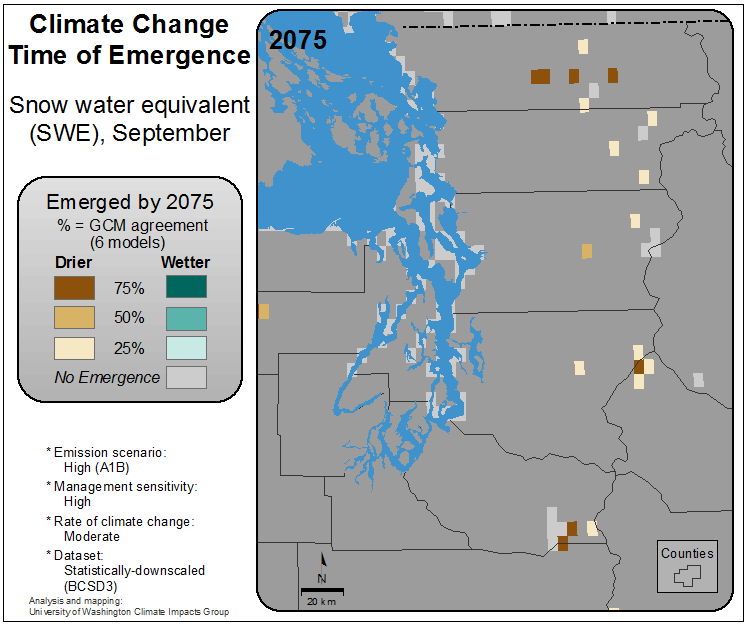 Climate Change
Time of Emergence
Snow water equivalent
(SWE), September
Emerged by 2075
% = GCM agreement
(6 models)
Drier Wetter
75%
50%
25%
No Emergence
* Emission scenario:
High (A1B)
* Management sensitivity:
High
* Rate of climate change:
Moderate
* Dataset:
Statistically-downscaled
(BCSD3)
Analysis and mapping:
University of Washington Climate Impacts Group
2075
N
20 km
Counties